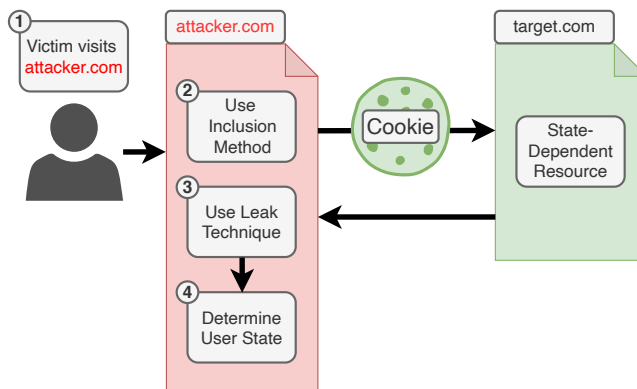 1
Victim visits
attacker.com
attacker.com
2
Use
Inclusion
Method
3
Use Leak
Technique
4
Determine
User State
Cookie
target.com
State-
Dependent
Resource